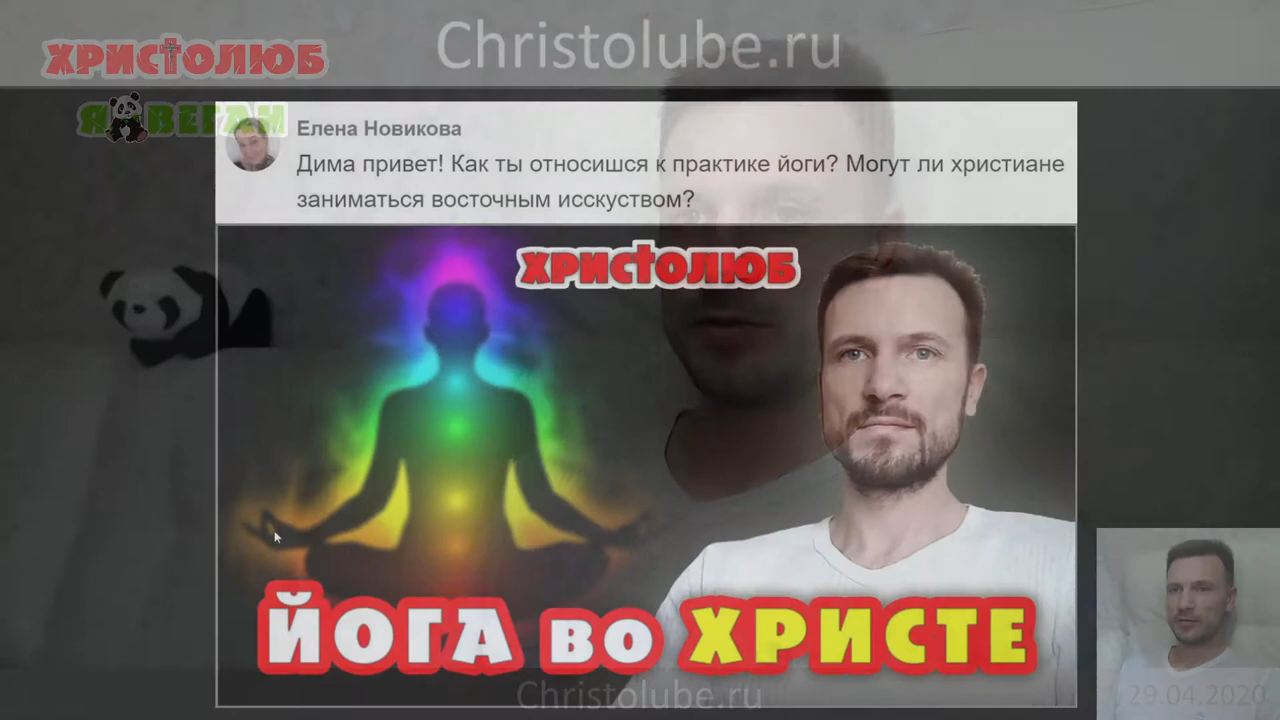 Christolube.ru
ХРИСТОЛЮБ
Я ВЕГАН
Елена Новикова
Дима привет! Как ты относишся к практике йоги? Могут ли христиане
заниматься восточным исскуством?
ХРИСТОЛЮБ
ЙОГА ВО ХРИСТЕ
Christolube.ru
29.04.2020